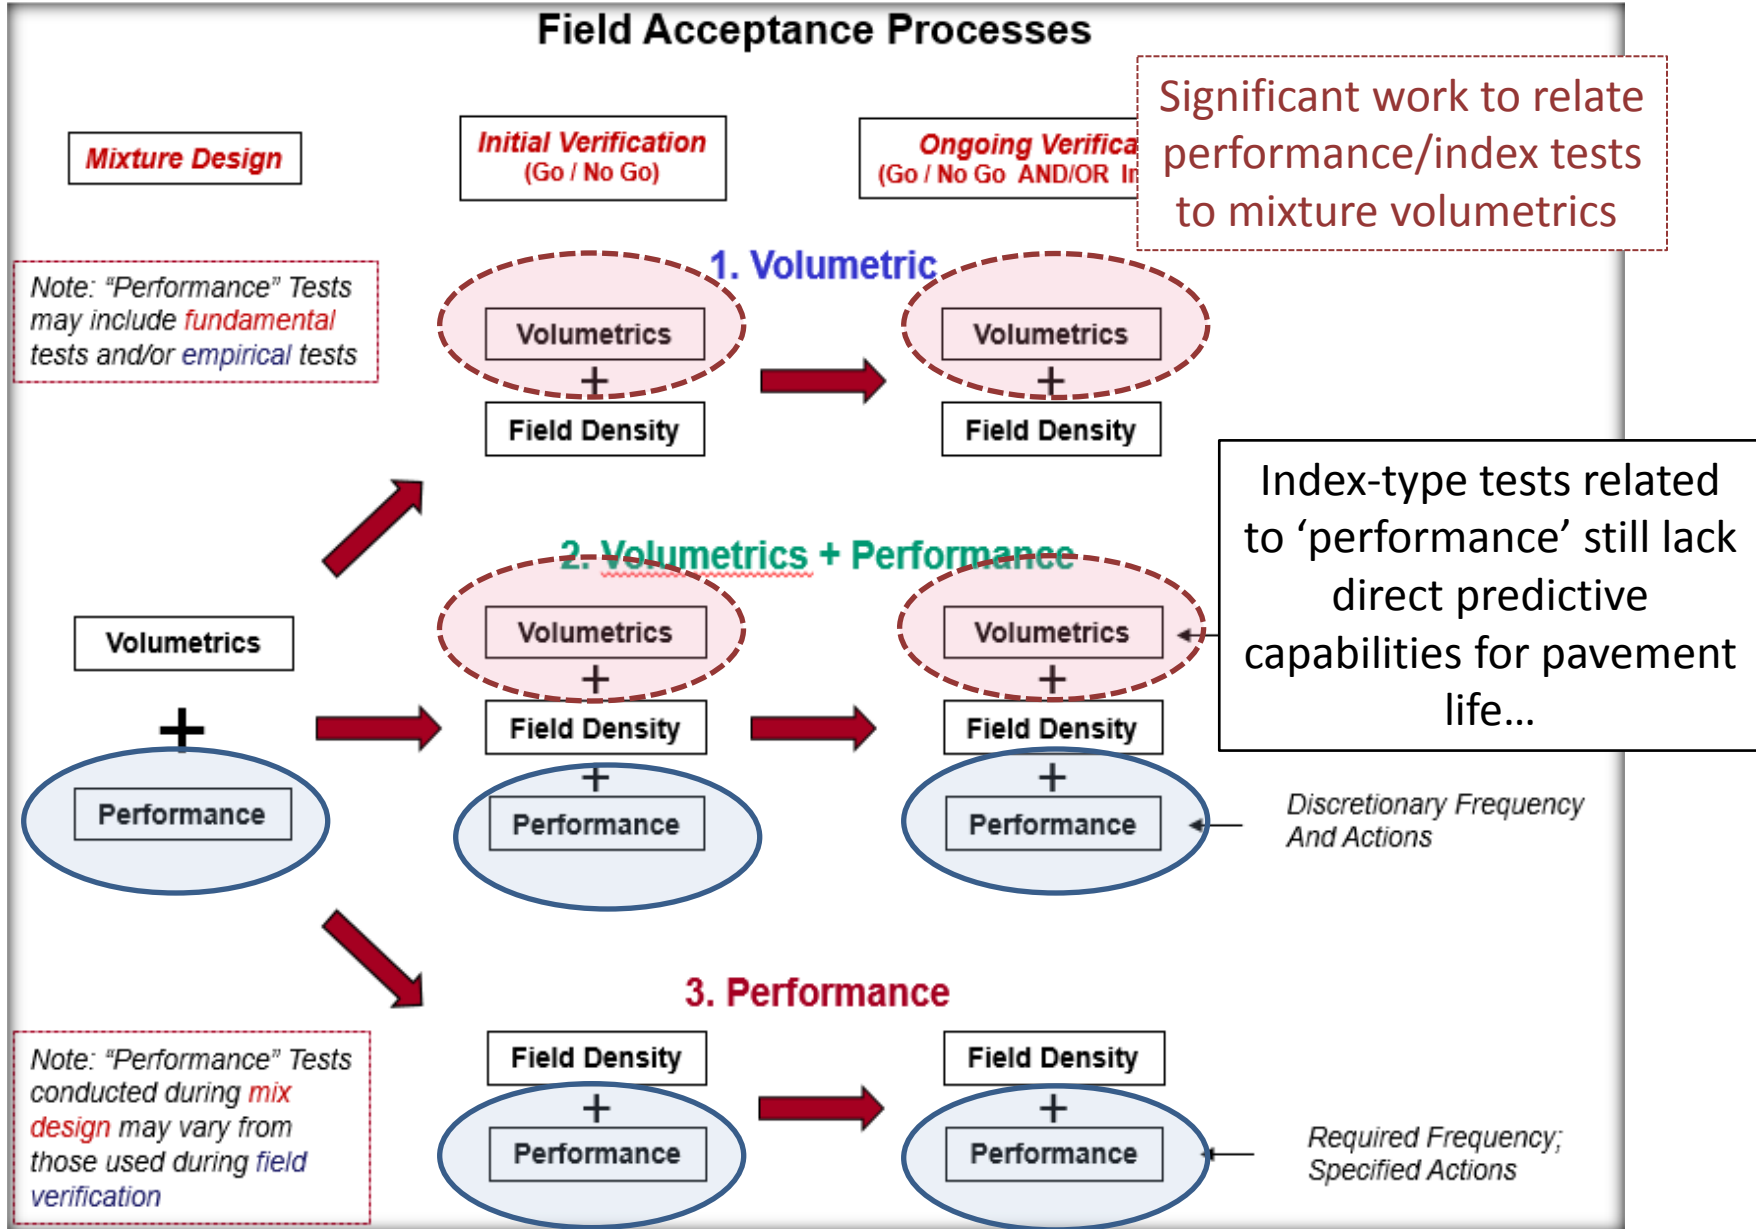 Field Acceptance Processes
Significant work to relate
performance/index tests
to mixture volumetrics
Mixture Design
Initial Verification
(Go / No Go)
Ongoing Verifica
(Go / No Go AND/OR In
Note: “Performance” Tests
may include fundamental
tests and/or empirical tests
1. Volumetric
Volumetrics
+
Field Density
Volumetrics
+
Field Density
Index-type tests related
to ‘performance’ still lack
direct predictive
capabilities for pavement
life…
2. Volumetrics + Performance
Volumetrics
+
Performance
Volumetrics
+
Field Density
+
Performance
Volumetrics
+
Field Density
+
Performance
Discretionary Frequency
And Actions
3. Performance
Note: “Performance” Tests
conducted during mix
design may vary from
those used during field
verification
Field Density
+
Performance
Field Density
+
Performance
Required Frequency;
Specified Actions